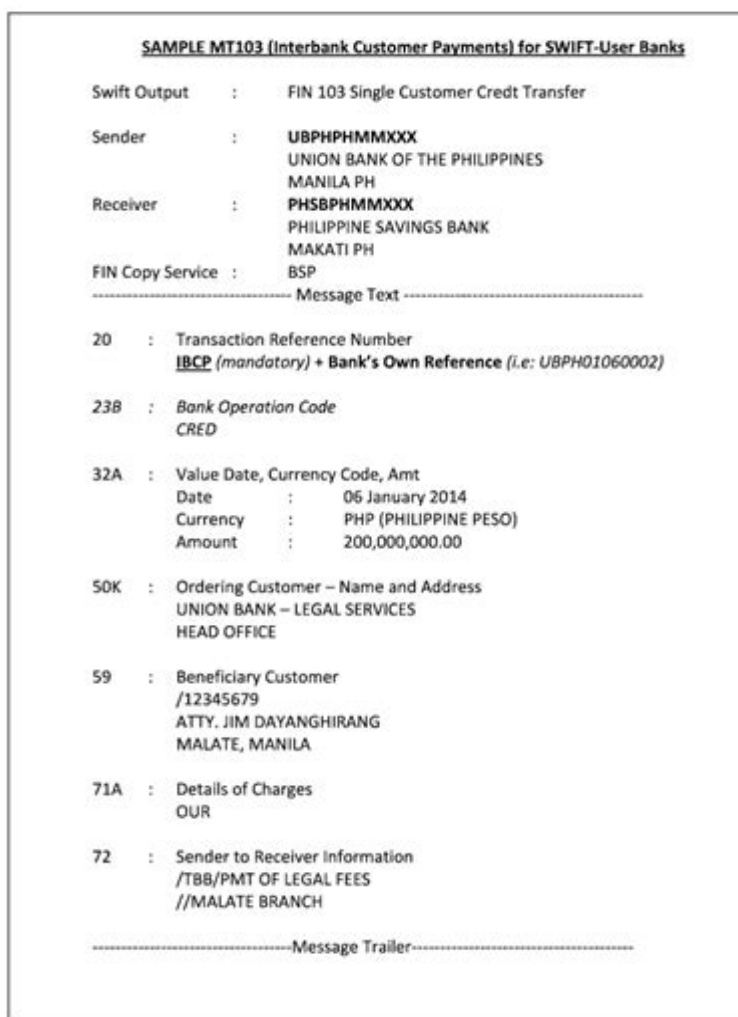 SAMPLE MT103 (Interbank Customer Payments) for SWIFT-User Banks
Swift Output : FIN 103 Single Customer Credt Transfer
Sender : UBPHPHMMXXX
UNION BANK OF THE PHILIPPINES
MANILA PH
Receiver : PHSBPHMMXXX
PHILIPPINE SAVINGS BANK
MAKATI PH
FIN Copy Service : BSP
------------------------------------ Message Text ------------------------------------------
20 : Transaction Reference Number
IBCP (mandatory) + Bank's Own Reference (i.e: UBPH01060002)
23B : Bank Operation Code
CRED
32A : Value Date, Currency Code, Amt
Date : 06 January 2014
Currency : PHP (PHILIPPINE PESO)
Amount : 200,000,000.00
50K : Ordering Customer – Name and Address
UNION BANK – LEGAL SERVICES
HEAD OFFICE
59 : Beneficiary Customer
/12345679
ATTY. JIM DAYANGHIRANG
MALATE, MANILA
71A : Details of Charges
OUR
72 : Sender to Receiver Information
/TBB/PMT OF LEGAL FEES
//MALATE BRANCH
------------------------------------Message Trailer----------------------------------------